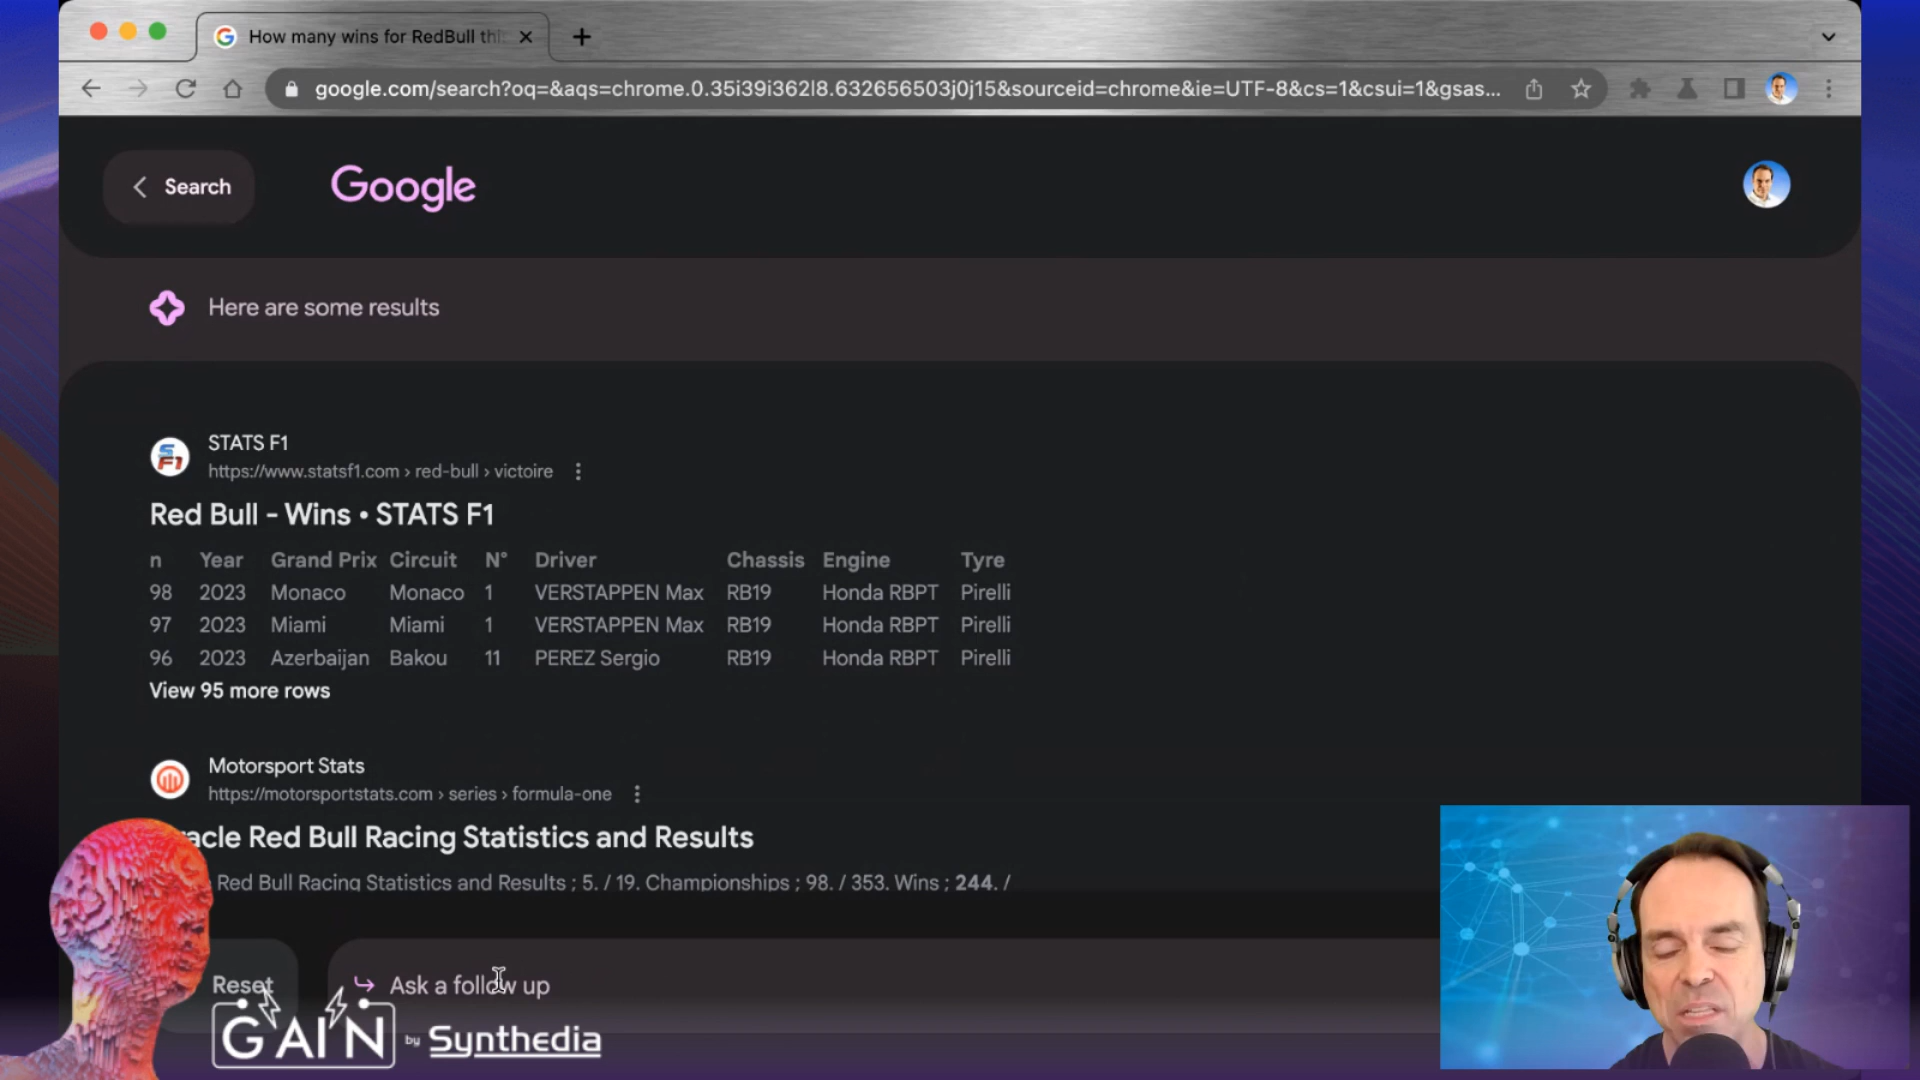 How many wins for RedBull thi
google.com/search?oq=&aqs=chrome.0.35i39i362l8.632656503j0j15&sourceid=chrome&ie=UTF-8&cs=1&csui=1&gsas...
Search
Google
Here are some results
STATS F1
https://www.statsf1.com › red-bull › victoire
Red Bull - Wins • STATS F1
n Year Grand Prix Circuit N° Driver Chassis Engine Tyre
98 2023 Monaco Monaco 1 VERSTAPPEN Max RB19 Honda RBPT Pirelli
97 2023 Miami Miami 1 VERSTAPPEN Max RB19 Honda RBPT Pirelli
96 2023 Azerbaijan Bakou 11 PEREZ Sergio RB19 Honda RBPT Pirelli
View 95 more rows
Motorsport Stats
https://motorsportstats.com › series › formula-one
acle Red Bull Racing Statistics and Results
Red Bull Racing Statistics and Results ; 5. / 19. Championships ; 98. / 353. Wins ; 244. /
Reset
Ask a follow up
GAIN by Synthedia